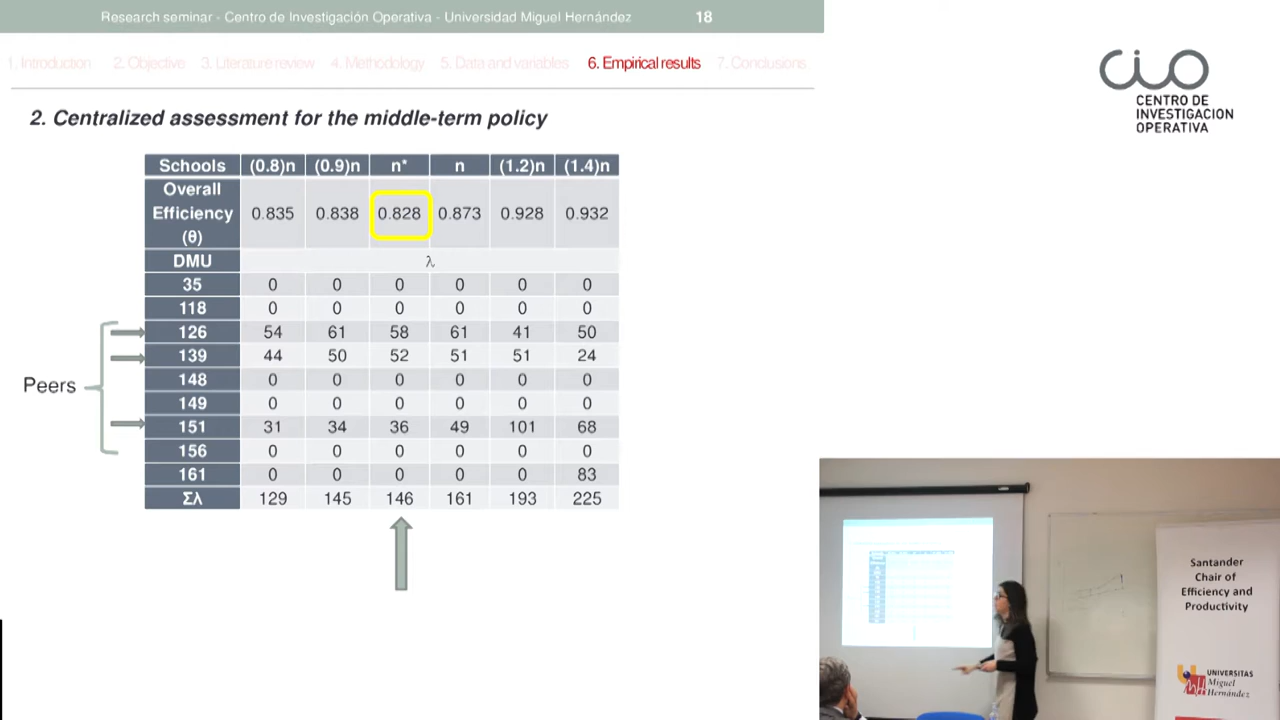 Research seminar - Centro de Investigación Operativa - Universidad Miguel Hernández 18
1. Introduction 2. Objective 3. Literature review 4. Methodology 5. Data and variables 6. Empirical results 7. Conclusions
CENTRO DE
INVESTIGACIÓN
OPERATIVA
2. Centralized assessment for the middle-term policy
Schools (0.8)n (0.9)n n* n (1.2)n (1.4)n
Overall
Efficiency 0.835 0.838 0.828 0.873 0.928 0.932
(θ)
DMU λ
35 0 0 0 0 0 0
118 0 0 0 0 0 0
126 54 61 58 61 41 50
139 44 50 52 51 51 24
148 0 0 0 0 0 0
Peers
149 0 0 0 0 0 0
151 31 34 36 49 101 68
156 0 0 0 0 0 0
161 0 0 0 0 0 83
Σλ 129 145 146 161 193 225
Santander
Chair of
Efficiency and
Productivity
UNIVERSITAS
Miguel
Hernández